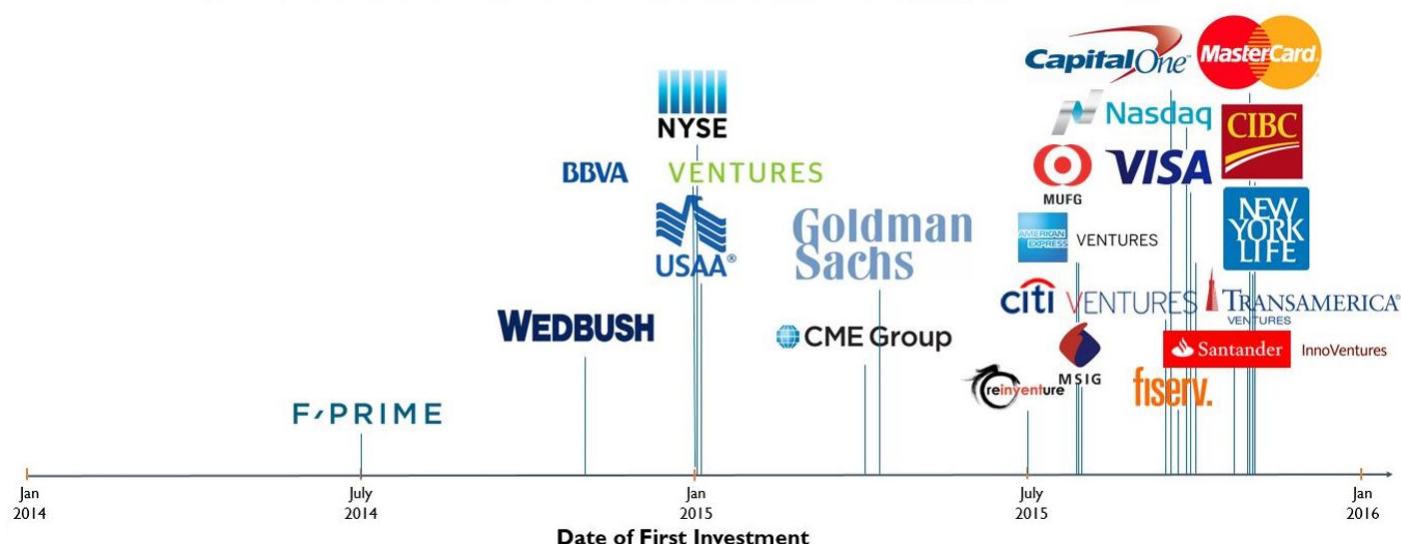 CapitalOne™
MasterCard
NYSE
Nasdaq
CIBC
BBVA VENTURES
MUFG
VISA
USAA®
Goldman
Sachs
AMERICAN
EXPRESS
VENTURES
NEW
YORK
LIFE
WEDBUSH
CME Group
citi VENTURES
TRANSAMERICA®
VENTURES
Santander InnoVentures
reinventure
MSIG
fiserv.
F-PRIME
Jan
2014
July
2014
Jan
2015
July
2015
Jan
2016
Date of First Investment